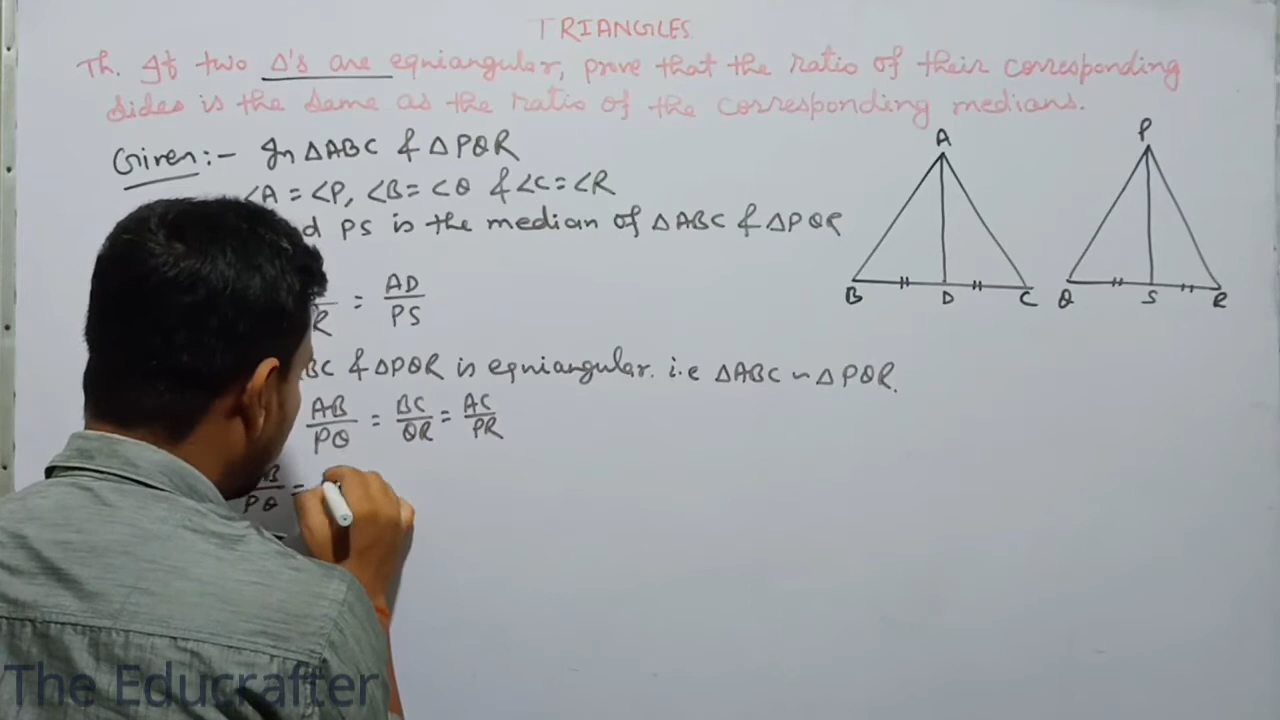 TRIANGLES
Th. If two Δ's are equiangular, prove that the ratio of their corresponding
sides is the same as the ratio of the corresponding medians.
Given:- In ΔABC & ΔPQR
∠A = ∠P, ∠B = ∠Q & ∠C = ∠R
PS is the median of ΔABC & ΔPQR
= AD/PS
& ΔPQR is equiangular. i.e ΔABC ~ ΔPQR.
AB/PQ = BC/QR = AC/PR
PQ =
A
B D C
P
Q S R
The Educrafter